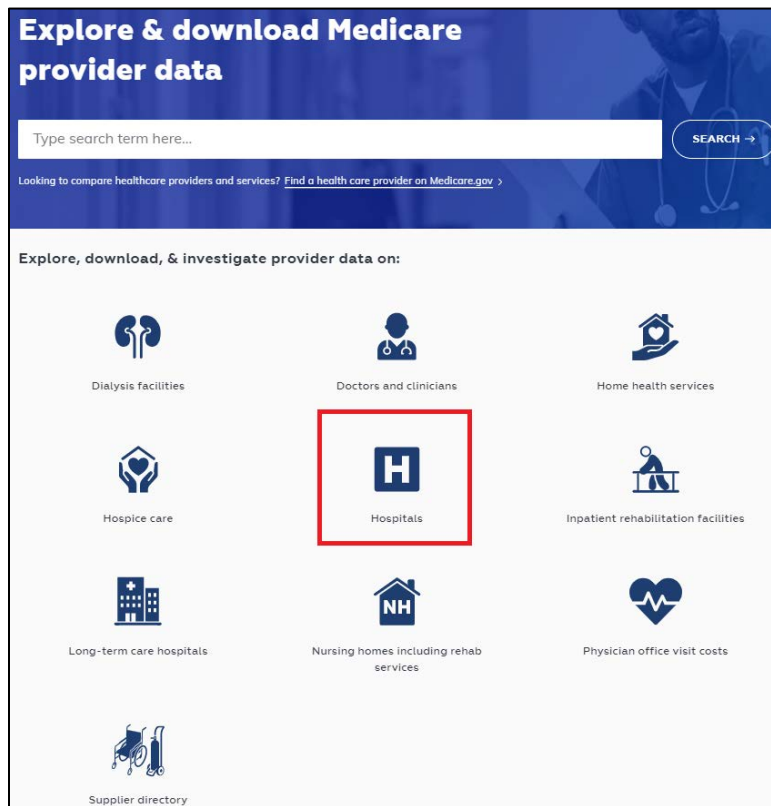 Explore & download Medicare
provider data
Type search term here...
SEARCH →
Looking to compare healthcare providers and services? Find a health care provider on Medicare.gov >
Explore, download, & investigate provider data on:
Dialysis facilities
Doctors and clinicians
Home health services
Hospice care
H
Hospitals
Inpatient rehabilitation facilities
Long-term care hospitals
NH
Nursing homes including rehab
services
Physician office visit costs
Supplier directory